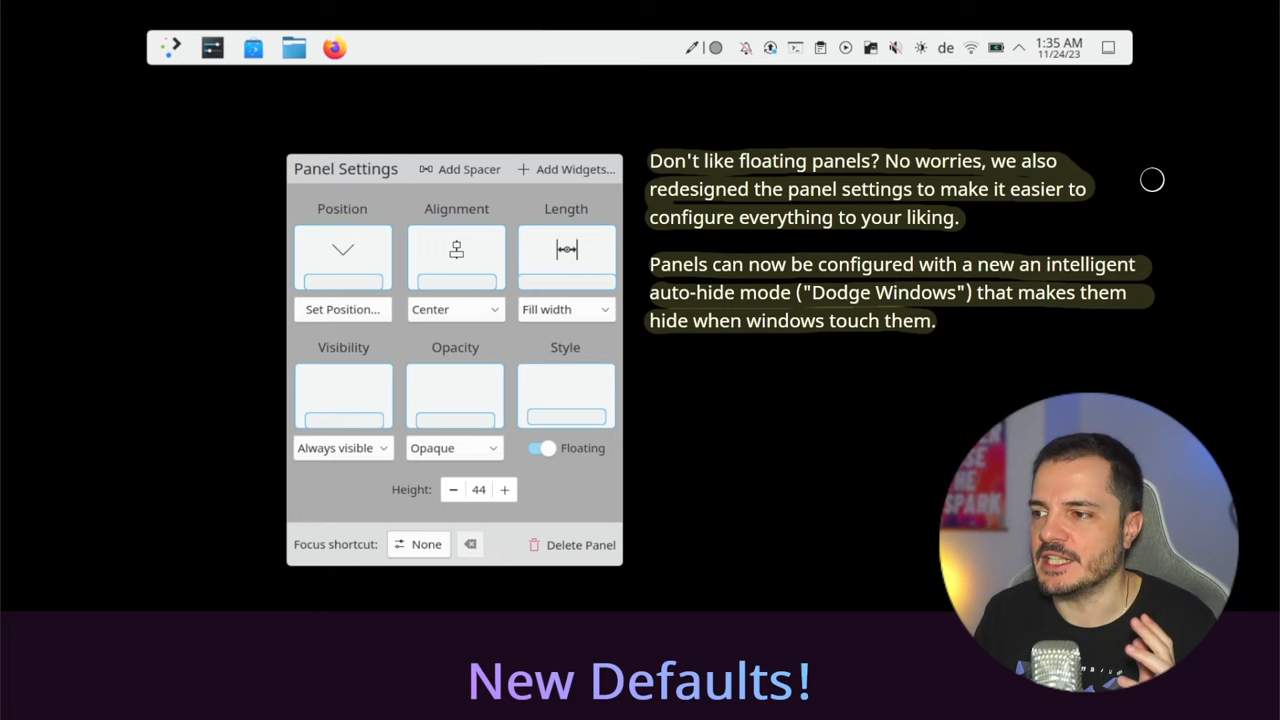 de
1:35 AM
11/24/23
Panel Settings
Add Spacer
Add Widgets...
Position
Alignment
Length
Set Position...
Center
Fill width
Visibility
Opacity
Style
Always visible
Opaque
Floating
Height:
44
Focus shortcut:
None
Delete Panel
Don't like floating panels? No worries, we also
redesigned the panel settings to make it easier to
configure everything to your liking.
Panels can now be configured with a new an intelligent
auto-hide mode ("Dodge Windows") that makes them
hide when windows touch them.
SPARK
New Defaults!